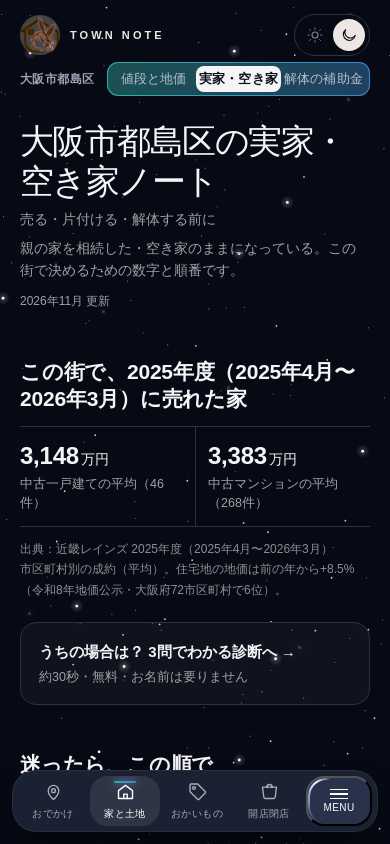 TOWN NOTE
大阪市都島区
値段と地価
実家・空き家
解体の補助金
大阪市都島区の実家・
空き家ノート
売る・片付ける・解体する前に
親の家を相続した・空き家のままになっている。この
街で決めるための数字と順番です。
2026年11月 更新
この街で、2025年度（2025年4月〜
2026年3月）に売れた家
3,148万円
中古一戸建ての平均（46
件）
3,383万円
中古マンションの平均
（268件）
出典：近畿レインズ 2025年度（2025年4月〜2026年3月）
市区町村別の成約（平均）。住宅地の地価は前の年から+8.5%
（令和8年地価公示・大阪府72市区町村で6位）。
うちの場合は？ 3問でわかる診断へ →
約30秒・無料・お名前は要りません
迷ったら、この順で
おでかけ
家と土地
おかいもの
開店閉店
MENU